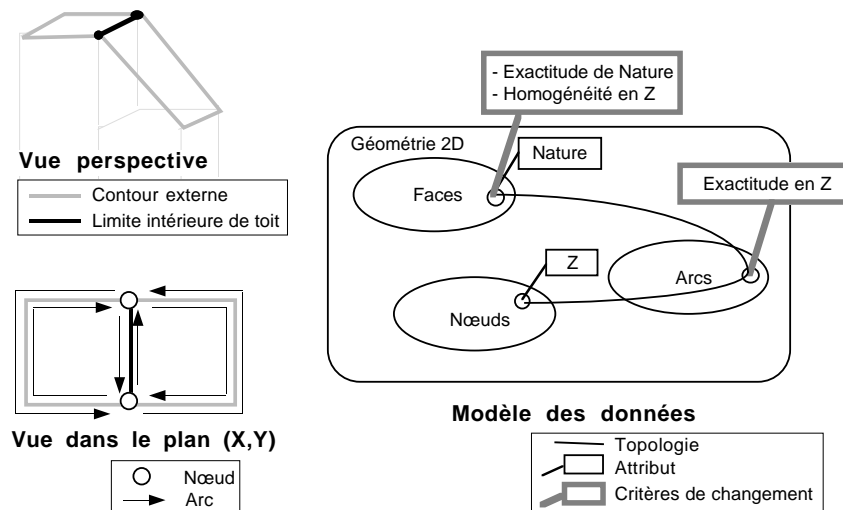 Vue perspective
Contour externe
Limite intérieure de toit
Vue dans le plan (X,Y)
Nœud
Arc
- Exactitude de Nature
- Homogénéité en Z
Géométrie 2D
Nature
Exactitude en Z
Faces
Z
Arcs
Nœuds
Modèle des données
Topologie
Attribut
Critères de changement